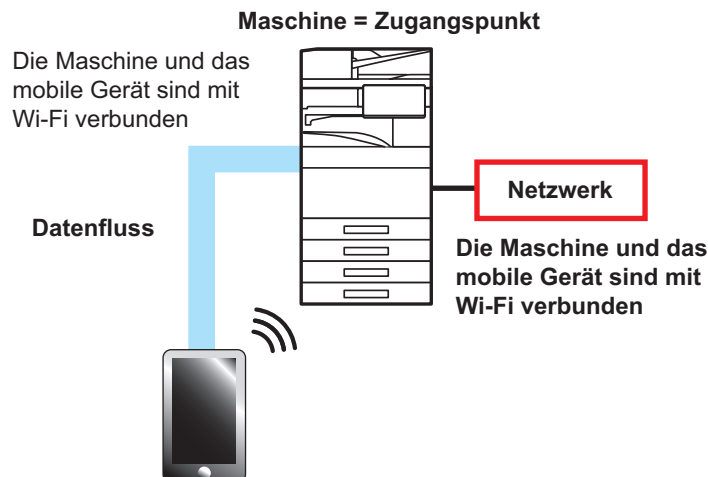 Maschine = Zugangspunkt
Die Maschine und das
mobile Gerät sind mit
Wi-Fi verbunden
Datenfluss
Netzwerk
Die Maschine und das
mobile Gerät sind mit
Wi-Fi verbunden